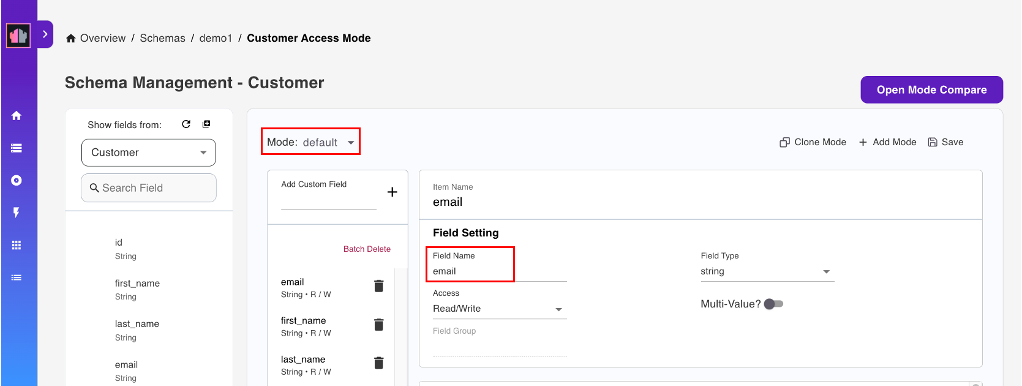 Overview / Schemas / demo1 / Customer Access Mode
Schema Management - Customer
Open Mode Compare
Show fields from:
Customer
Search Field
id
String
first_name
String
last_name
String
email
String
Mode: default
Clone Mode
Add Mode
Save
Add Custom Field
Batch Delete
email
String • R / W
first_name
String • R / W
last_name
String • R / W
Item Name
email
Field Setting
Field Name
email
Field Type
string
Access
Read/Write
Multi-Value?
Field Group